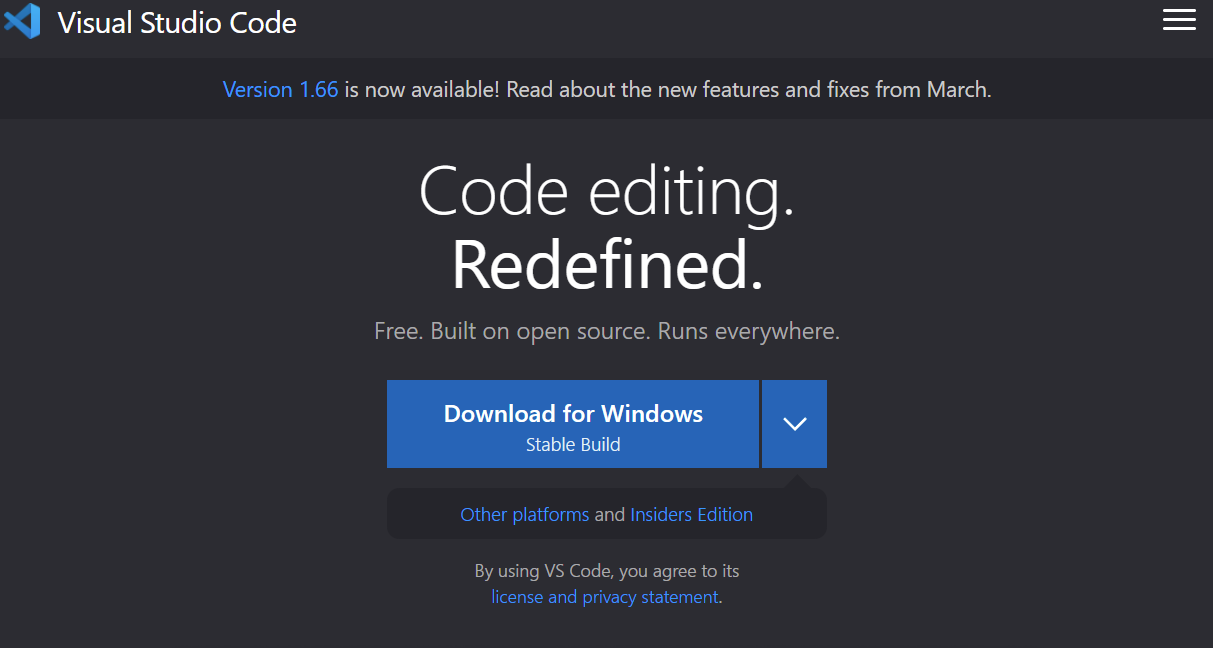 Visual Studio Code
Version 1.66 is now available! Read about the new features and fixes from March.
Code editing.
Redefined.
Free. Built on open source. Runs everywhere.
Download for Windows
Stable Build
Other platforms and Insiders Edition
By using VS Code, you agree to its
license and privacy statement.